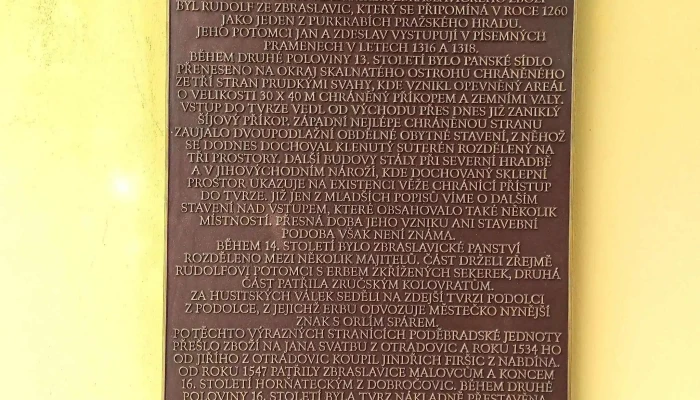 BYL RUDOLF ZE ZBRASLAVIC, KTERÝ SE PŘIPOMÍNÁ V ROCE 1260
JAKO JEDEN Z PURKRABÍCH PRAŽSKÉHO HRADU.
JEHO POTOMCI JAN A ZDESLAV VYSTUPUJÍ V PÍSEMNÝCH
PRAMENECH V LETECH 1316 A 1318.
BĚHEM DRUHÉ POLOVINY 13. STOLETÍ BYLO PANSKÉ SÍDLO
PŘENESENO NA OKRAJ SKALNATÉHO OSTROHU CHRÁNĚNÉHO
ZE TŘÍ STRAN PRUDKÝMI SVAHY, KDE VZNIKL OPEVNĚNÝ AREÁL
O VELIKOSTI 30 X 40 M CHRÁNĚNÝ PŘÍKOPEM A ZEMNÍMI VALY.
VSTUP DO TVRZE VEDL OD VÝCHODU PŘES DNES JIŽ ZANIKLÝ
ŠÍJOVÝ PŘÍKOP. ZÁPADNÍ NEJLÉPE CHRÁNĚNOU STRANU
ZAUJALO DVOUPODLAŽNÍ OBDÉLNÉ OBYTNÉ STAVENÍ, Z NĚHOŽ
SE DODNES DOCHOVAL KLENUTÝ SUTERÉN ROZDĚLENÝ NA
TŘI PROSTORY. DALŠÍ BUDOVY STÁLY PŘI SEVERNÍ HRADBĚ
A V JIHOVÝCHODNÍM NÁROŽÍ, KDE DOCHOVANÝ SKLEPNÍ
PROSTOR UKAZUJE NA EXISTENCI VĚŽE CHRÁNÍCÍ PŘÍSTUP
DO TVRZE. JIŽ JEN Z MLADŠÍCH POPISŮ VÍME O DALŠÍM
STAVENÍ NAD VSTUPEM, KTERÉ OBSAHOVALO TAKÉ NĚKOLIK
MÍSTNOSTÍ. PŘESNÁ DOBA JEHO VZNIKU ANI STAVEBNÍ
PODOBA VŠAK NENÍ ZNÁMA.
BĚHEM 14. STOLETÍ BYLO ZBRASLAVICKÉ PANSTVÍ
ROZDĚLENO MEZI NĚKOLIK MAJITELŮ. ČÁST DRŽELI ZŘEJMĚ
RUDOLFOVI POTOMCI S ERBEM ZKŘÍŽENÝCH SEKEREK, DRUHÁ
ČÁST PATŘILA ZRUČSKÝM KOLOVRATŮM.
ZA HUSITSKÝCH VÁLEK SEDĚLI NA ZDEJŠÍ TVRZI PODOLCI
Z PODOLCE, Z JEJICHŽ ERBU ODVOZUJE MĚSTEČKO NYNĚJŠÍ
ZNAK S ORLÍM SPÁREM.
PO TĚCHTO VÝRAZNÝCH STRANÍCÍCH PODĚBRADSKÉ JEDNOTY
PŘEŠLO ZBOŽÍ NA JANA SVATBU Z OTRADOVIC A ROKU 1534 HO
OD JIŘÍHO Z OTRADOVIC KOUPIL JINDŘICH FIRŠIC Z NABDÍNA.
OD ROKU 1547 PATŘILY ZBRASLAVICE MALOVCŮM A KONCEM
16. STOLETÍ HORŇATECKÝM Z DOBROČOVIC. BĚHEM DRUHÉ
POLOVINY 16. STOLETÍ BYLA TVRZ NÁKLADNĚ PŘESTAVĚNA